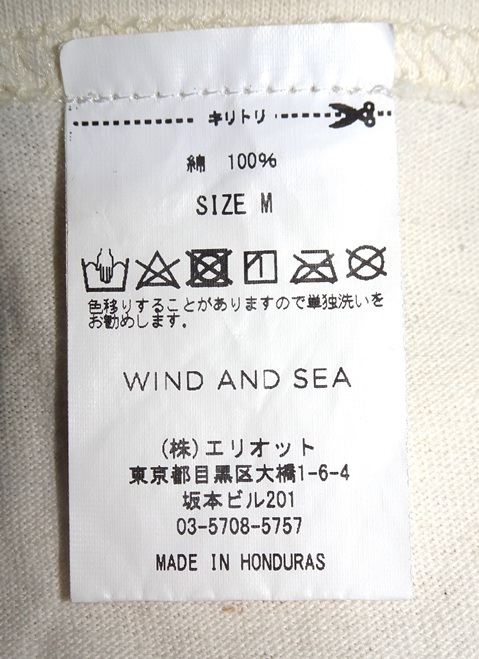 キリトリ
綿 100%
SIZE M
色移りすることがありますので単独洗いを
お勧めします。
WIND AND SEA
(株)エリオット
東京都目黒区大橋1-6-4
坂本ビル201
03-5708-5757
MADE IN HONDURAS